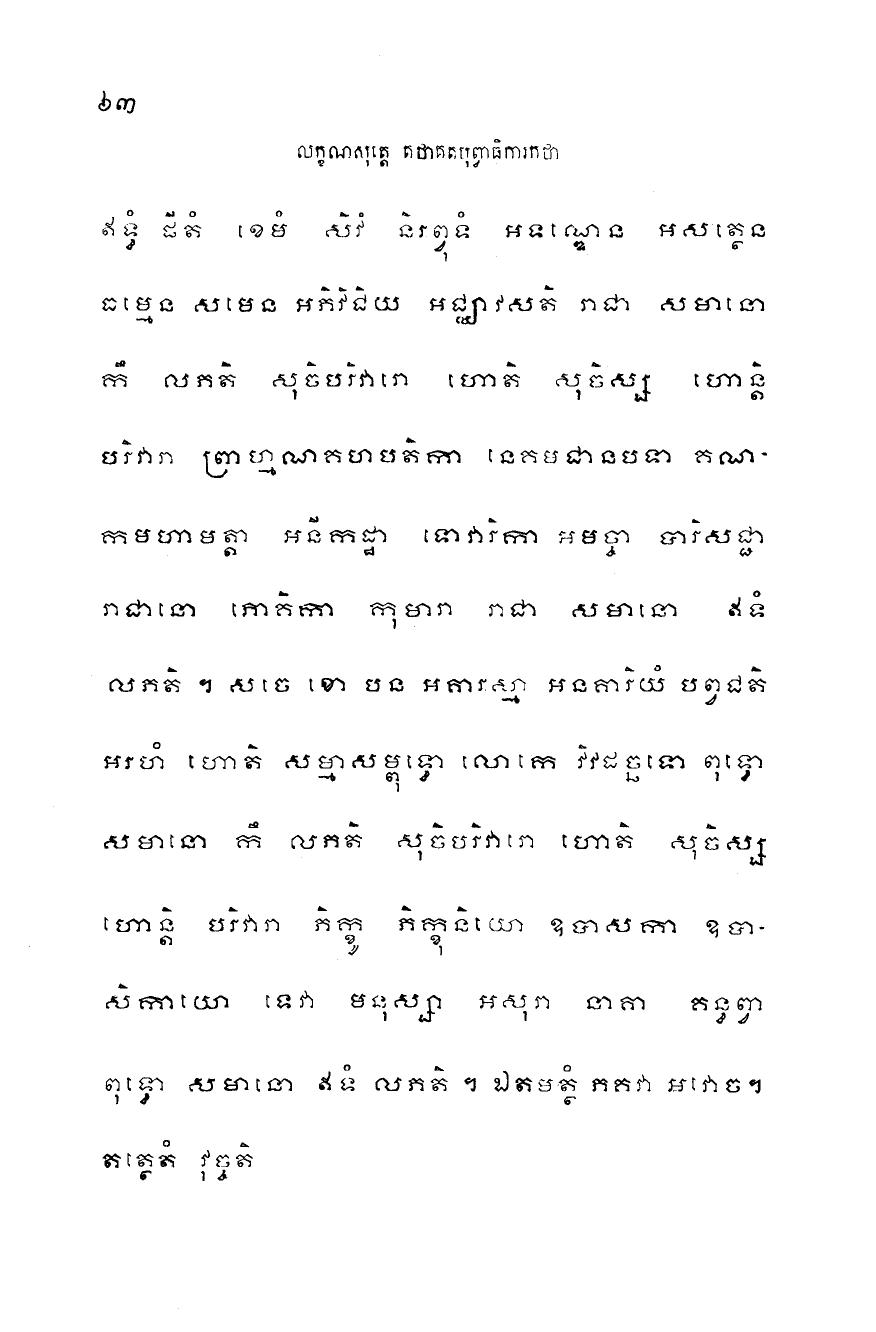 ៦៣
លក្ខណសុត្តេ តថាគតបុព្វាធិការកថា
ឥទ្ធំ ផីតំ ខេមំ សិវំ និរព្វុទំ អទណ្ឌេន អសត្ថេន
ធម្មេន សមេន អភិវិជិយ អជ្ឈាវសតិ រាជា សមានោ
កឹ លភតិ សុចិបរិវារោ ហោតិ សុចិស្ស ហោន្តិ
បរិវារា ព្រាហ្មណគហបតិកា នេគមជានបទា គណ-
កមហាមត្តា អនីកដ្ឋា ទោវារិកា អមច្ចា បារិសជ្ជា
រាជានោ ភោគិកា កុមារា រាជា សមានោ ឥទំ
លភតិ ។ សចេ ខោ បន អគារស្មា អនគារិយំ បព្វជតិ
អរហំ ហោតិ សម្មាសម្ពុទ្ធោ លោកេ វិវដច្ឆទោ ពុទ្ធោ
សមានោ កឹ លភតិ សុចិបរិវារោ ហោតិ សុចិស្ស
ហោន្តិ បរិវារា ភិក្ខូ ភិក្ខុនិយោ ឧបាសកា ឧបា-
សិកាយោ ទេវា មនុស្សា អសុរា នាគា គន្ធព្វា
ពុទ្ធោ សមានោ ឥទំ លភតិ ។ ឯតមត្ថំ ភគវា អវោច។
តត្ថេតំ វុច្ចតិ